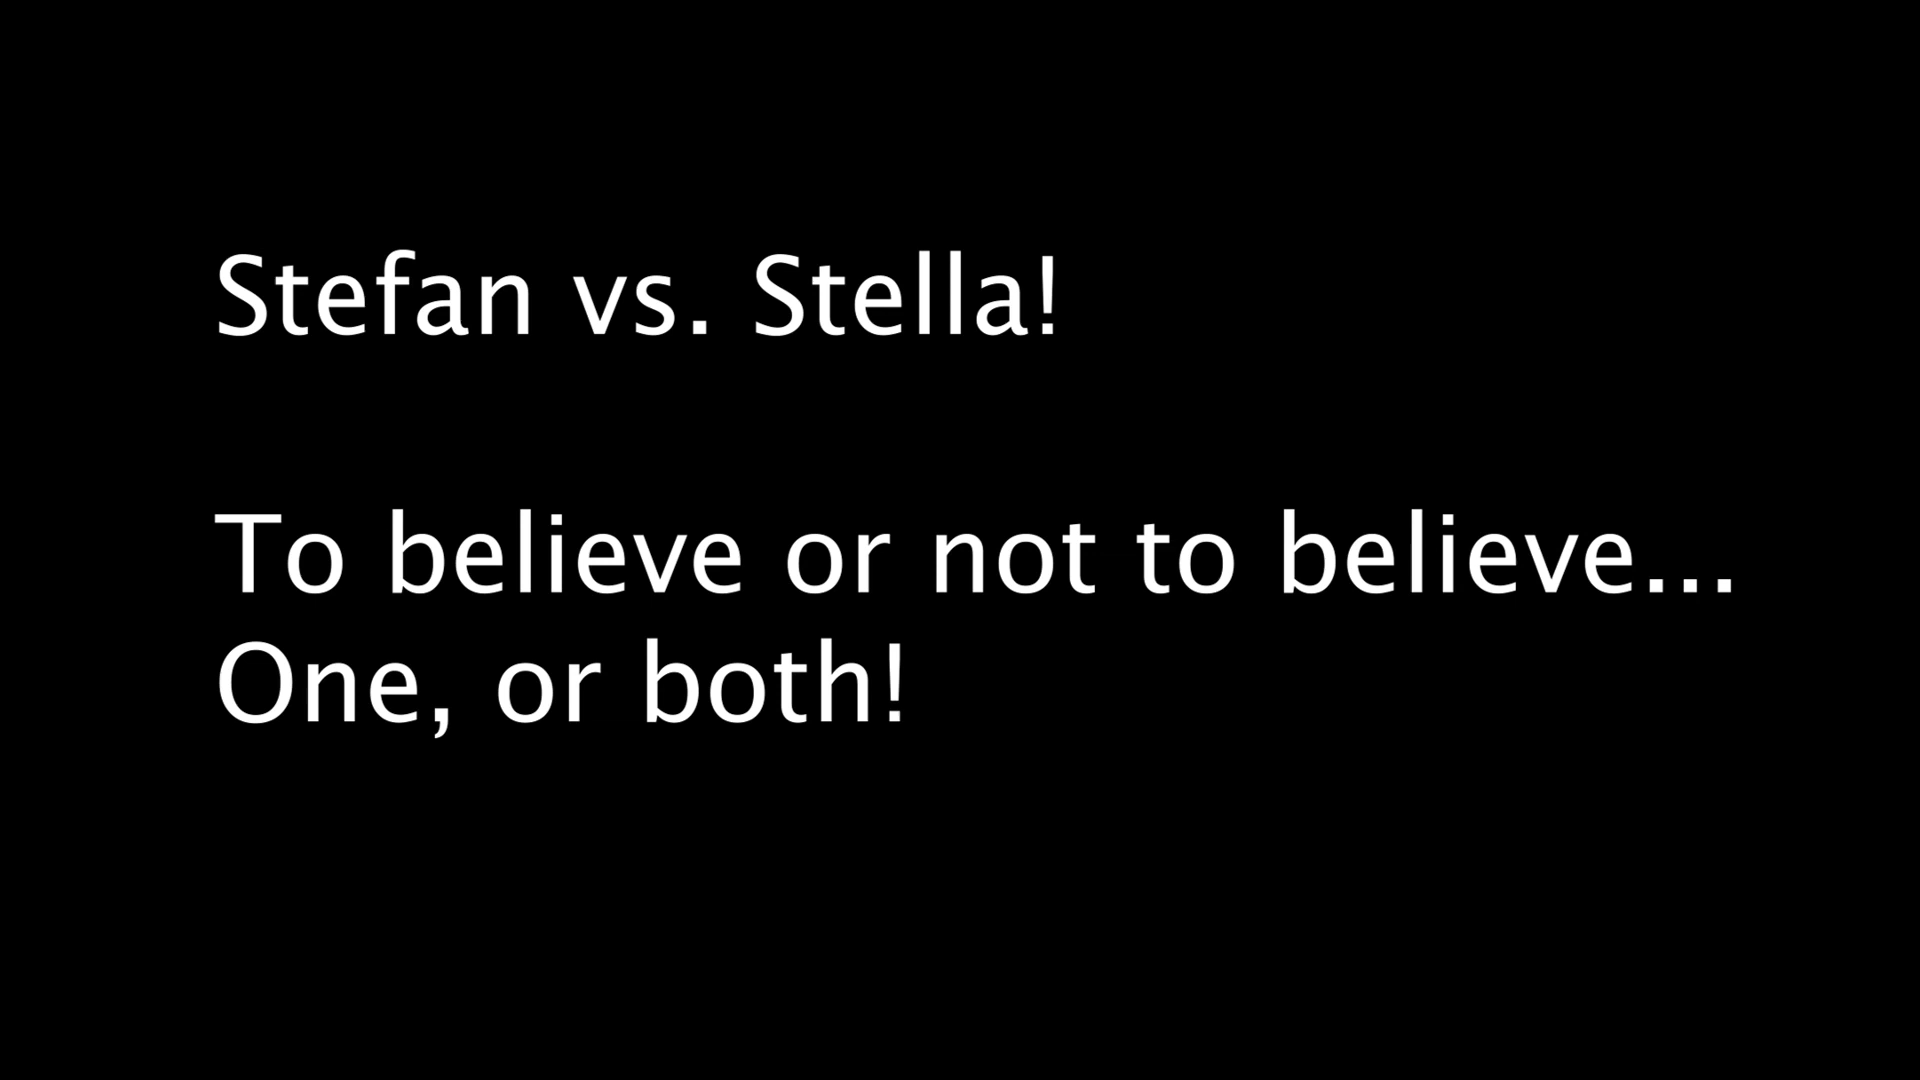 Stefan vs. Stella!
To believe or not to believe...
One, or both!